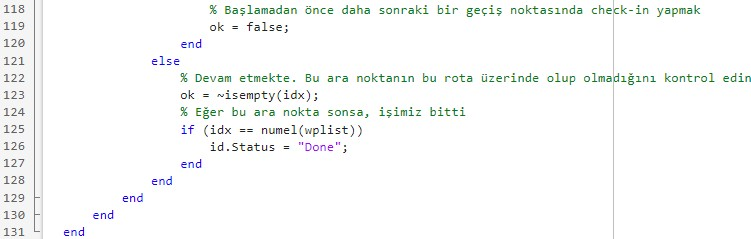 118 % Başlamadan önce daha sonraki bir geçiş noktasında check-in yapmak
119 ok = false;
120 end
121 else
122 % Devam etmekte. Bu ara noktanın bu rota üzerinde olup olmadığını kontrol edin
123 ok = ~isempty(idx);
124 % Eğer bu ara nokta sonsa, işimiz bitti
125 if (idx == numel(wplist))
126 id.Status = "Done";
127 end
128 end
129 end
130 end
131 end